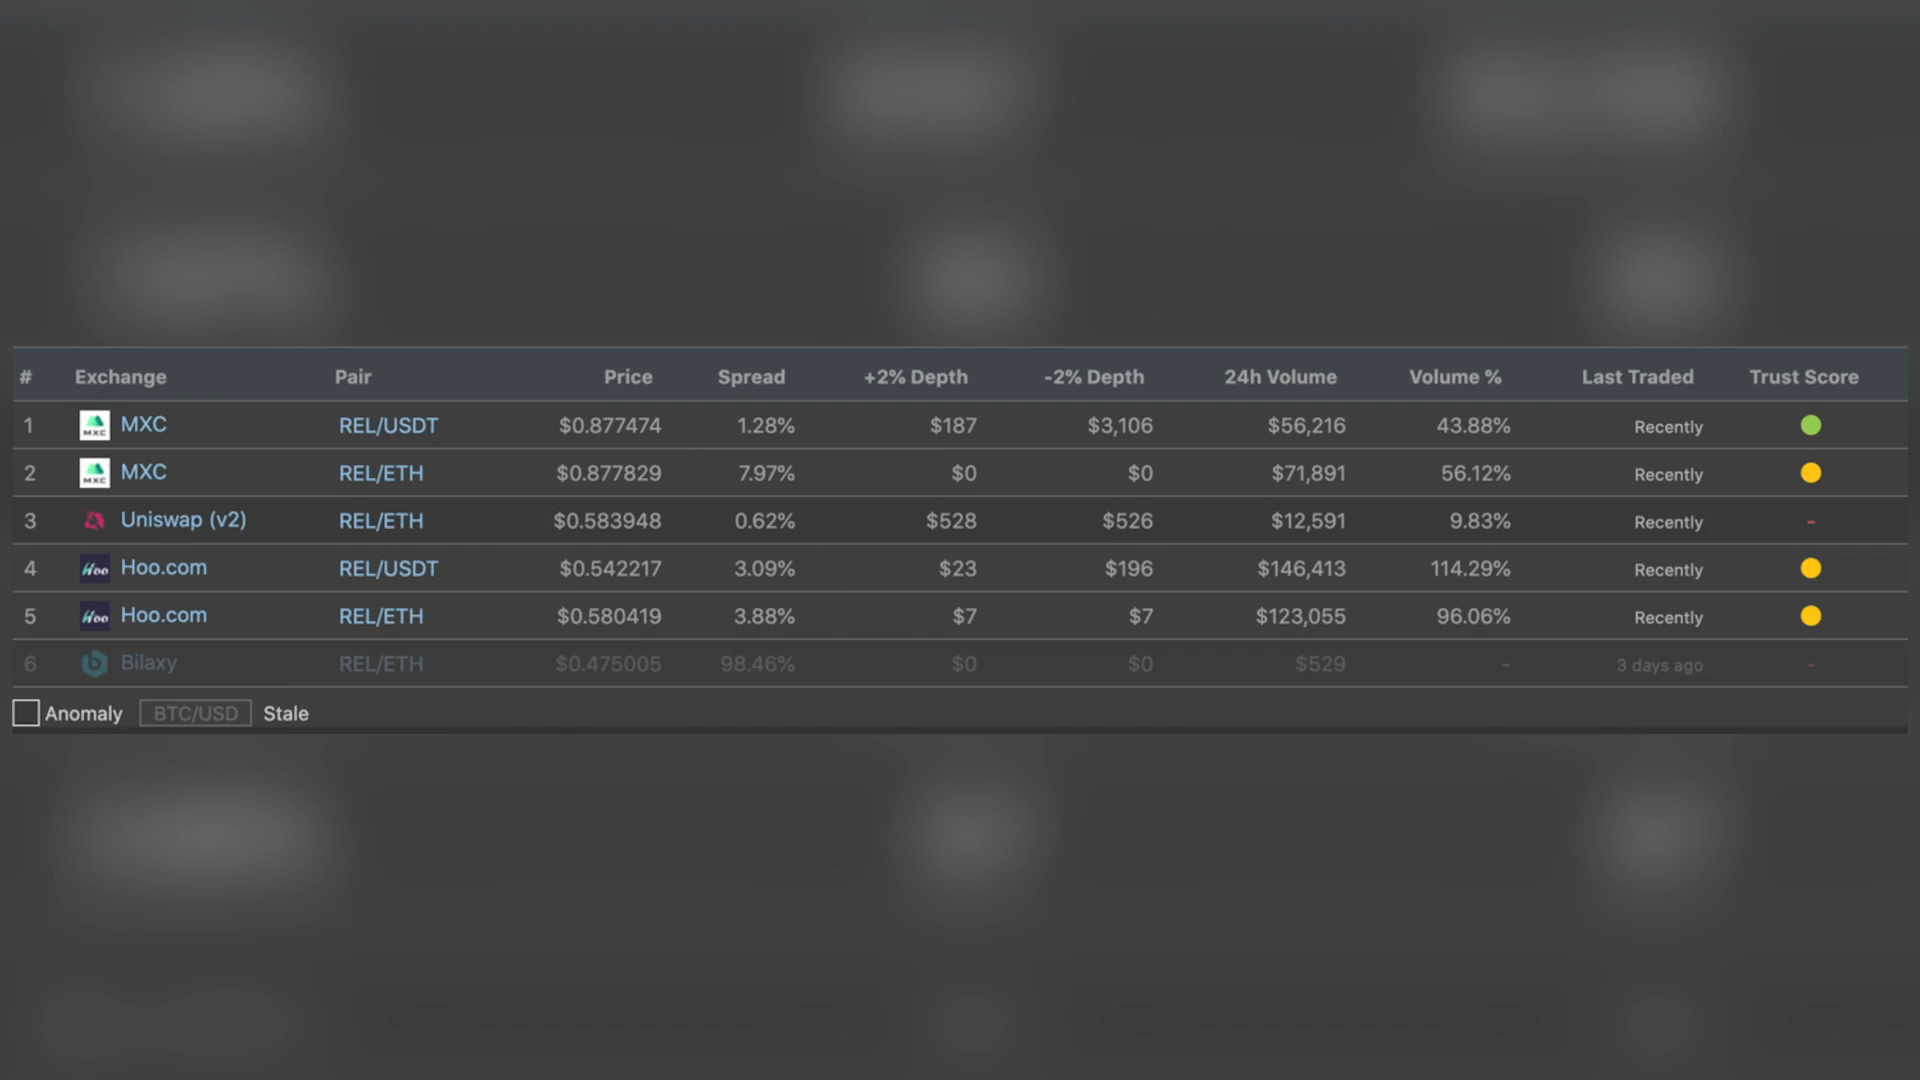 # Exchange Pair Price Spread +2% Depth -2% Depth 24h Volume Volume % Last Traded Trust Score
1 MXC MXC REL/USDT $0.877474 1.28% $187 $3,106 $56,216 43.88% Recently
2 MXC MXC REL/ETH $0.877829 7.97% $0 $0 $71,891 56.12% Recently
3 Uniswap (v2) REL/ETH $0.583948 0.62% $528 $526 $12,591 9.83% Recently -
4 Hoo Hoo.com REL/USDT $0.542217 3.09% $23 $196 $146,413 114.29% Recently
5 Hoo Hoo.com REL/ETH $0.580419 3.88% $7 $7 $123,055 96.06% Recently
6 Bilaxy REL/ETH $0.475005 98.46% $0 $0 $529 - 3 days ago -
Anomaly BTC/USD Stale